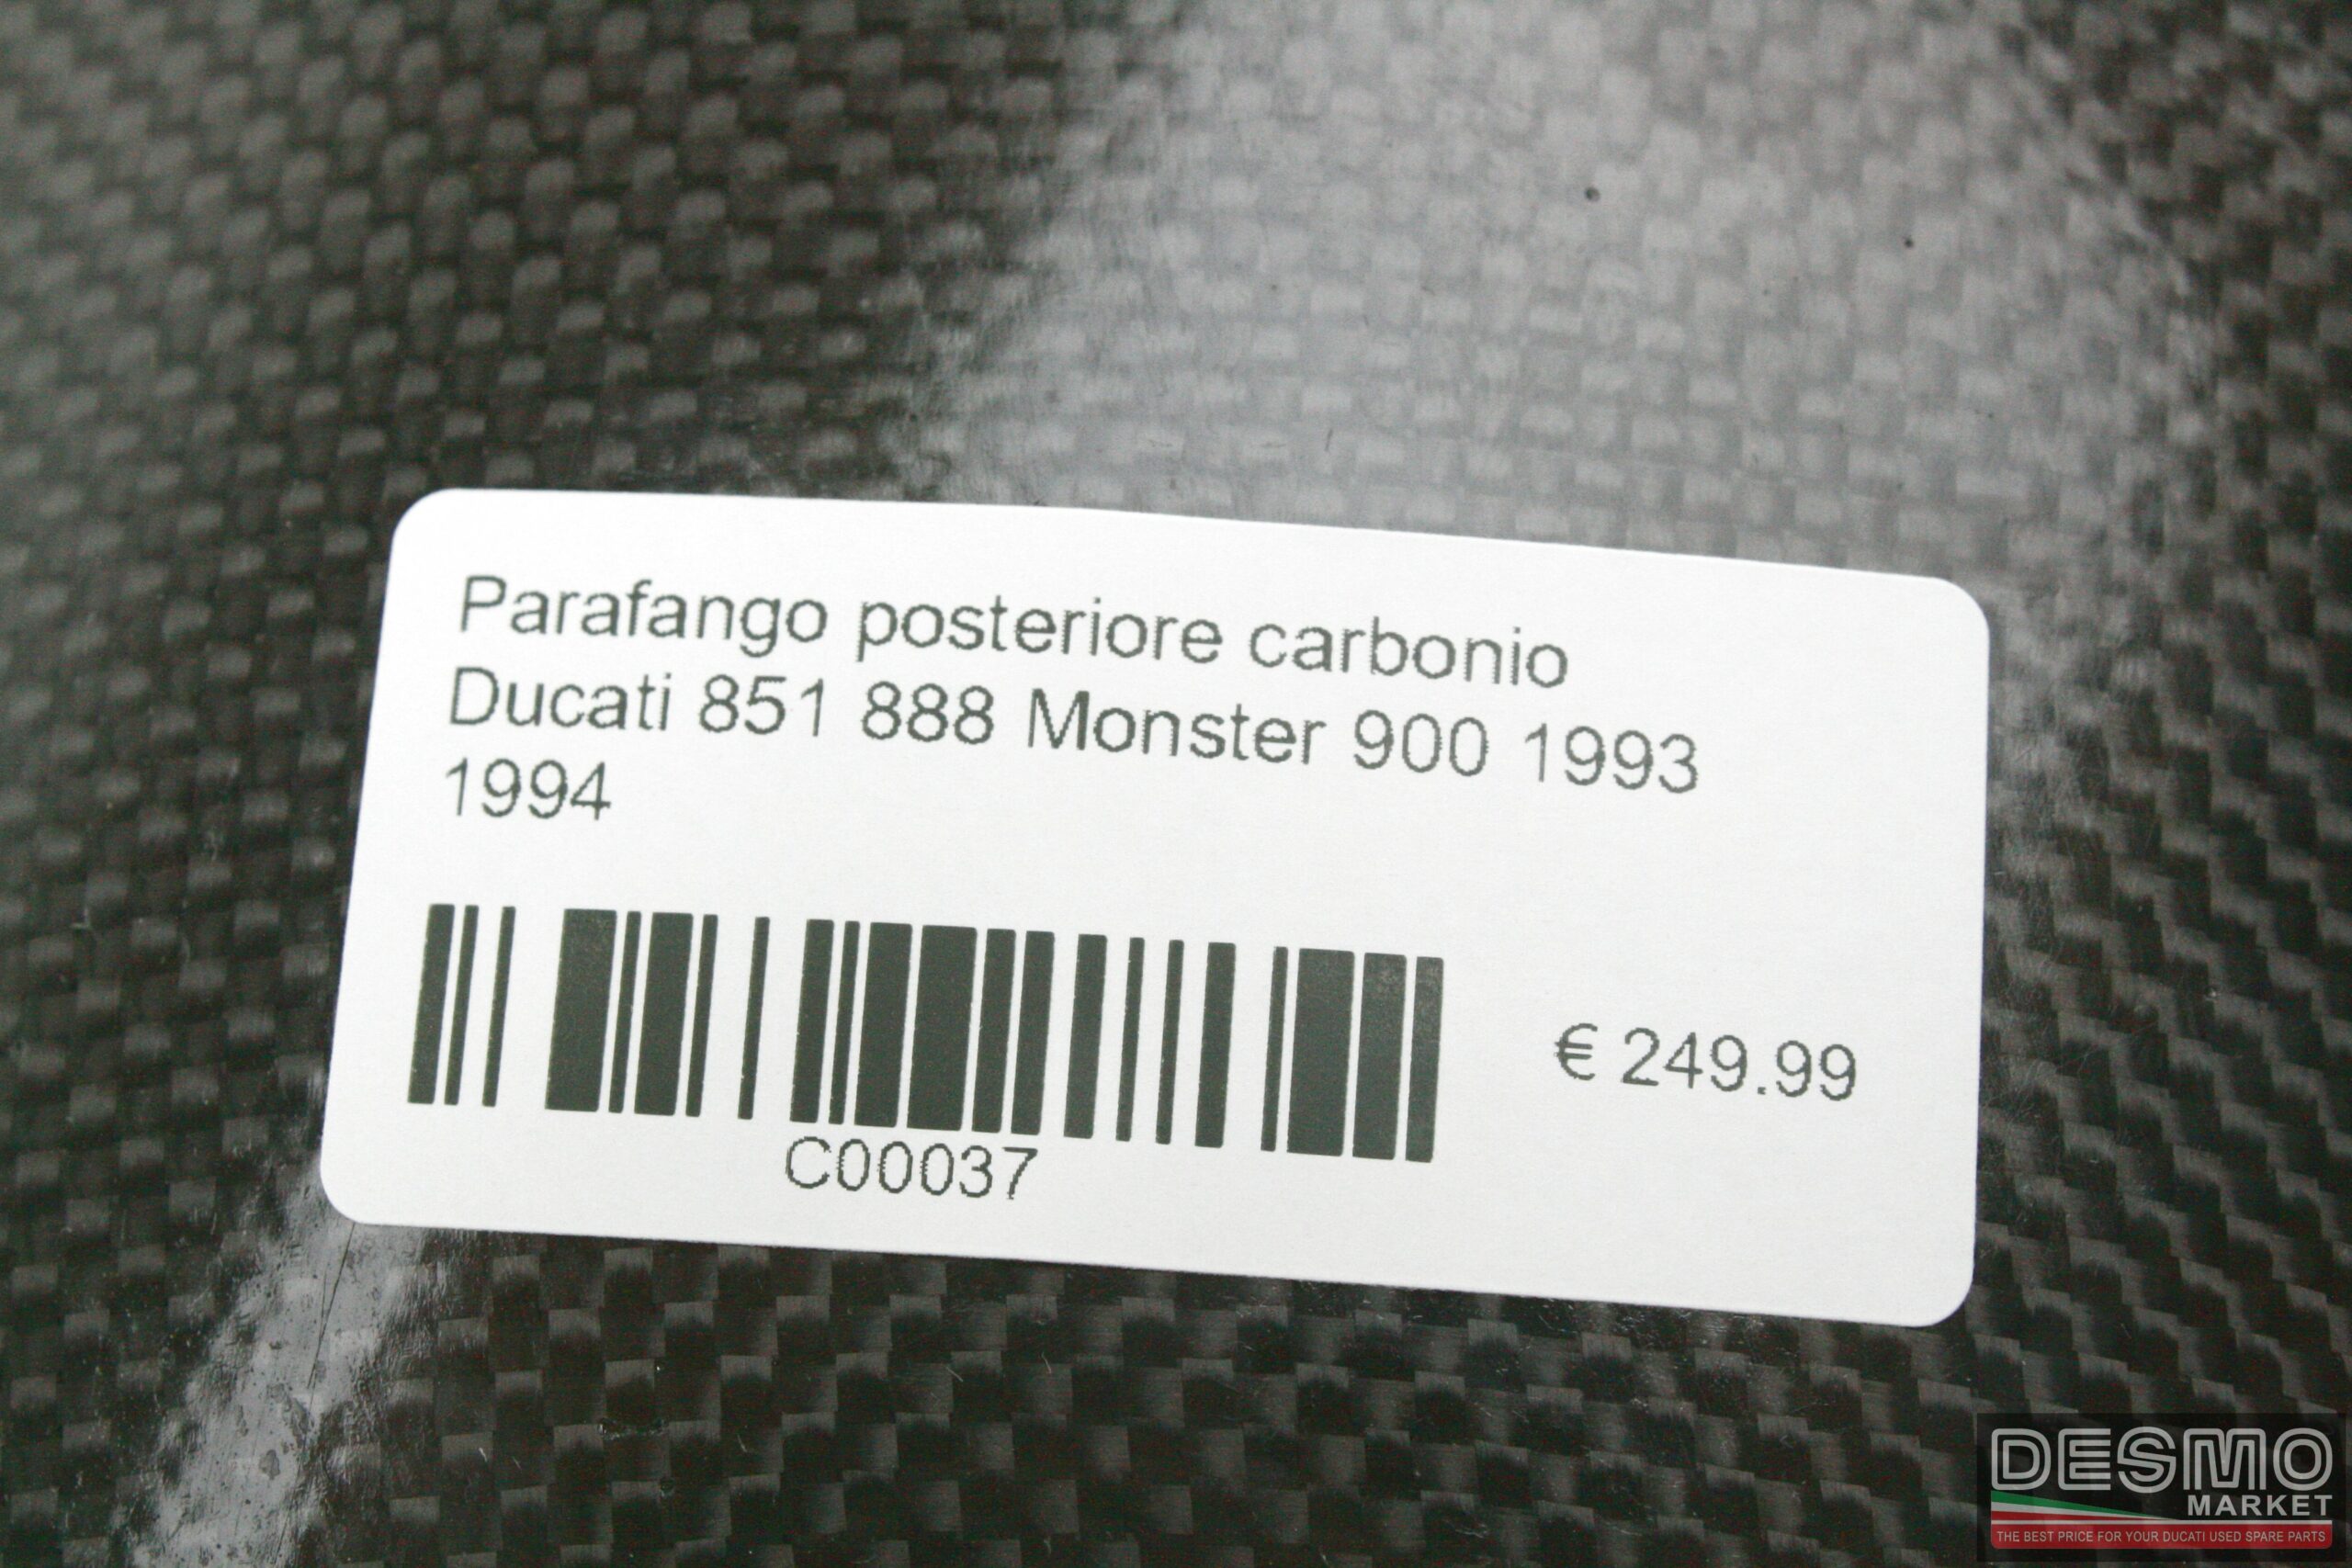 Parafango posteriore carbonio
Ducati 851 888 Monster 900 1993
1994
€ 249.99
C00037
DESMO
MARKET
THE BEST PRICE FOR YOUR DUCATI USED SPARE PARTS